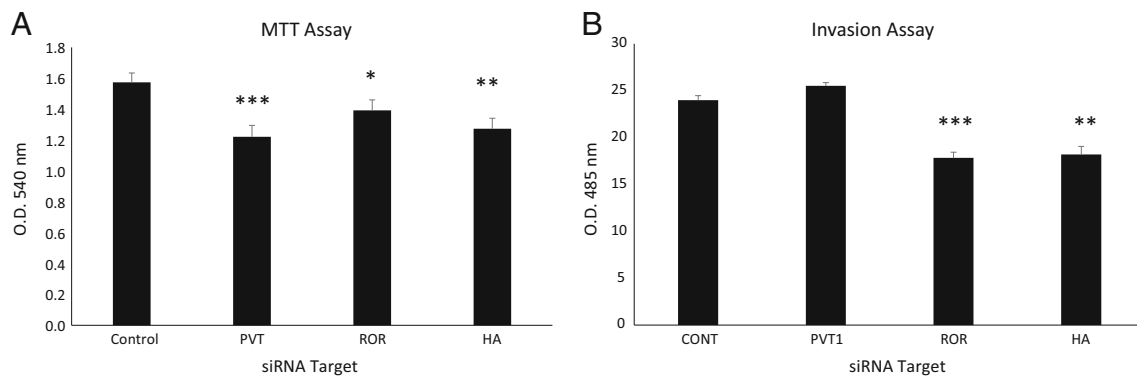 A
MTT Assay
O.D. 540 nm
1.8
1.6
1.4
1.2
1.0
0.8
0.6
0.4
0.2
0.0
***
*
**
Control PVT ROR HA
siRNA Target
B
Invasion Assay
O.D. 485 nm
30
25
20
15
10
5
0
***
**
CONT PVT1 ROR HA
siRNA Target